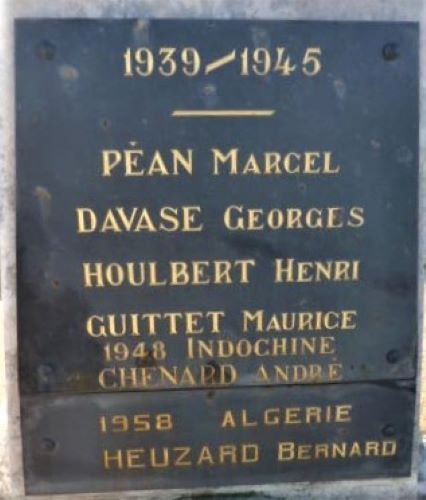 1939-1945
PÉAN MARCEL
DAVASE GEORGES
HOULBERT HENRI
GUITTET MAURICE
1948 INDOCHINE
CHENARD ANDRÉ
1958 ALGERIE
HEUZARD BERNARD